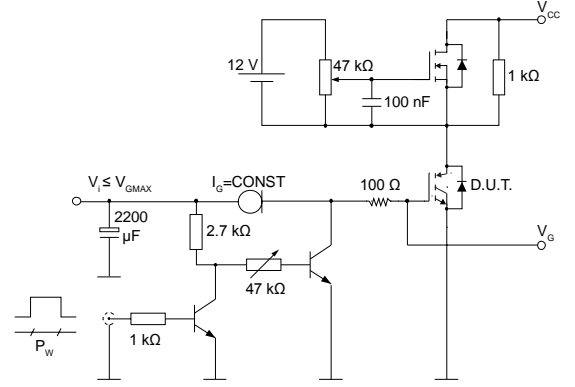 V_CC
12 V
47 kΩ
1 kΩ
100 nF
V_i ≤ V_GMAX
I_G=CONST
100 Ω
D.U.T.
2200
μF
2.7 kΩ
V_G
47 kΩ
1 kΩ
P_W